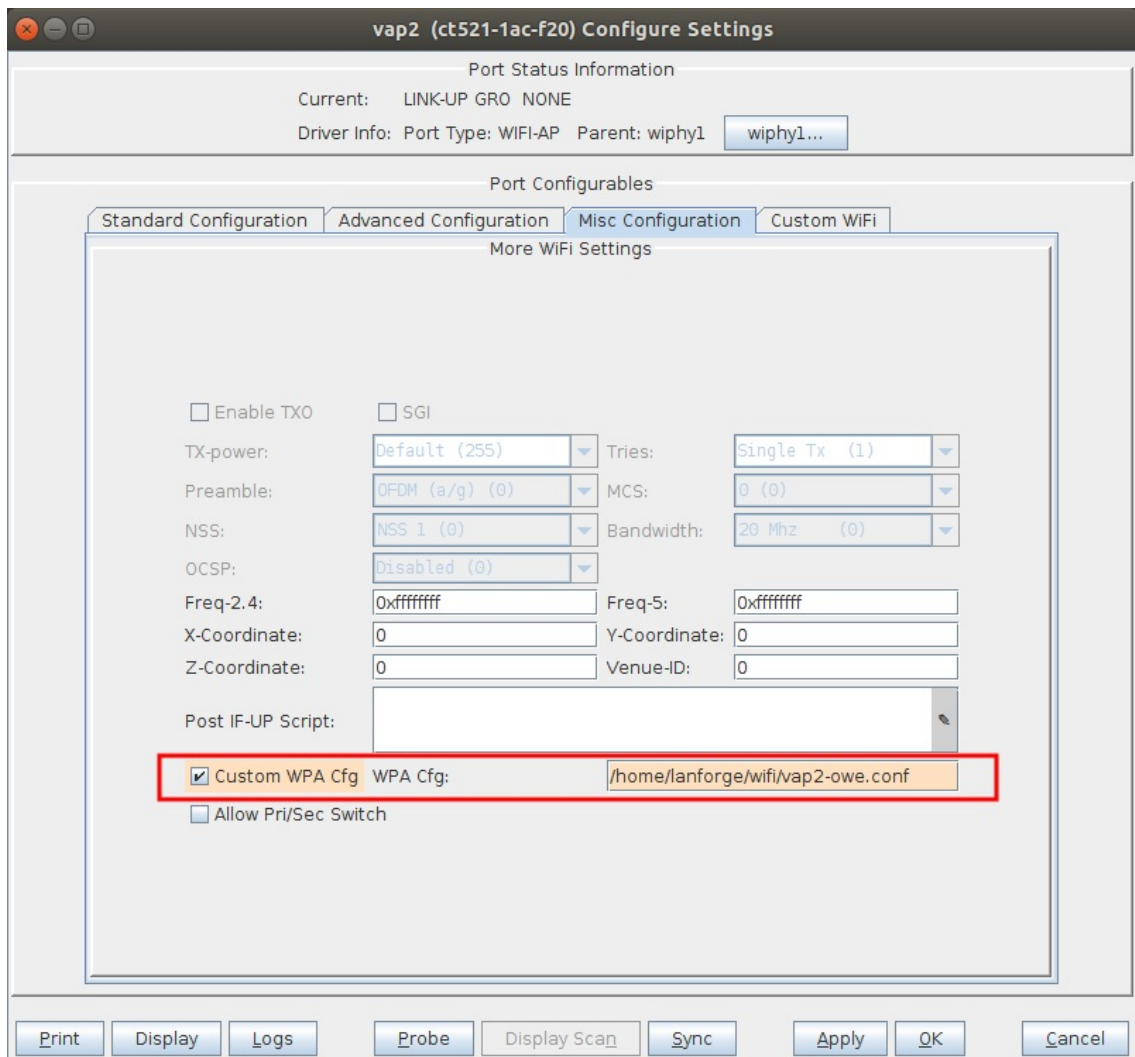 vap2 (ct521-1ac-f20) Configure Settings
Port Status Information
Current: LINK-UP GRO NONE
Driver Info: Port Type: WIFI-AP Parent: wiphy1 wiphy1...
Port Configurables
Standard Configuration Advanced Configuration Misc Configuration Custom WiFi
More WiFi Settings
Enable TXO SGI
TX-power: Default (255) Tries: Single Tx (1)
Preamble: OFDM (a/g) (0) MCS: 0 (0)
NSS: NSS 1 (0) Bandwidth: 20 Mhz (0)
OCSP: Disabled (0)
Freq-2.4: 0xffffffff Freq-5: 0xffffffff
X-Coordinate: 0 Y-Coordinate: 0
Z-Coordinate: 0 Venue-ID: 0
Post IF-UP Script:
Custom WPA Cfg WPA Cfg: /home/lanforge/wifi/vap2-owe.conf
Allow Pri/Sec Switch
Print Display Logs Probe Display Scan Sync Apply OK Cancel